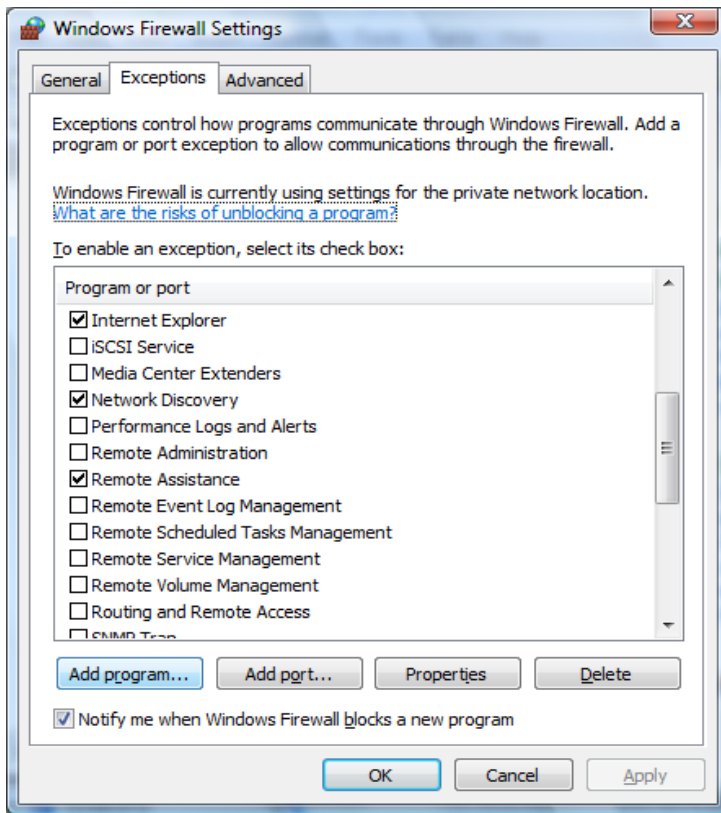 Windows Firewall Settings
General Exceptions Advanced
Exceptions control how programs communicate through Windows Firewall. Add a
program or port exception to allow communications through the firewall.
Windows Firewall is currently using settings for the private network location.
What are the risks of unblocking a program?
To enable an exception, select its check box:
Program or port
Internet Explorer
iSCSI Service
Media Center Extenders
Network Discovery
Performance Logs and Alerts
Remote Administration
Remote Assistance
Remote Event Log Management
Remote Scheduled Tasks Management
Remote Service Management
Remote Volume Management
Routing and Remote Access
SNMP Trap
Add program... Add port... Properties Delete
Notify me when Windows Firewall blocks a new program
OK Cancel Apply